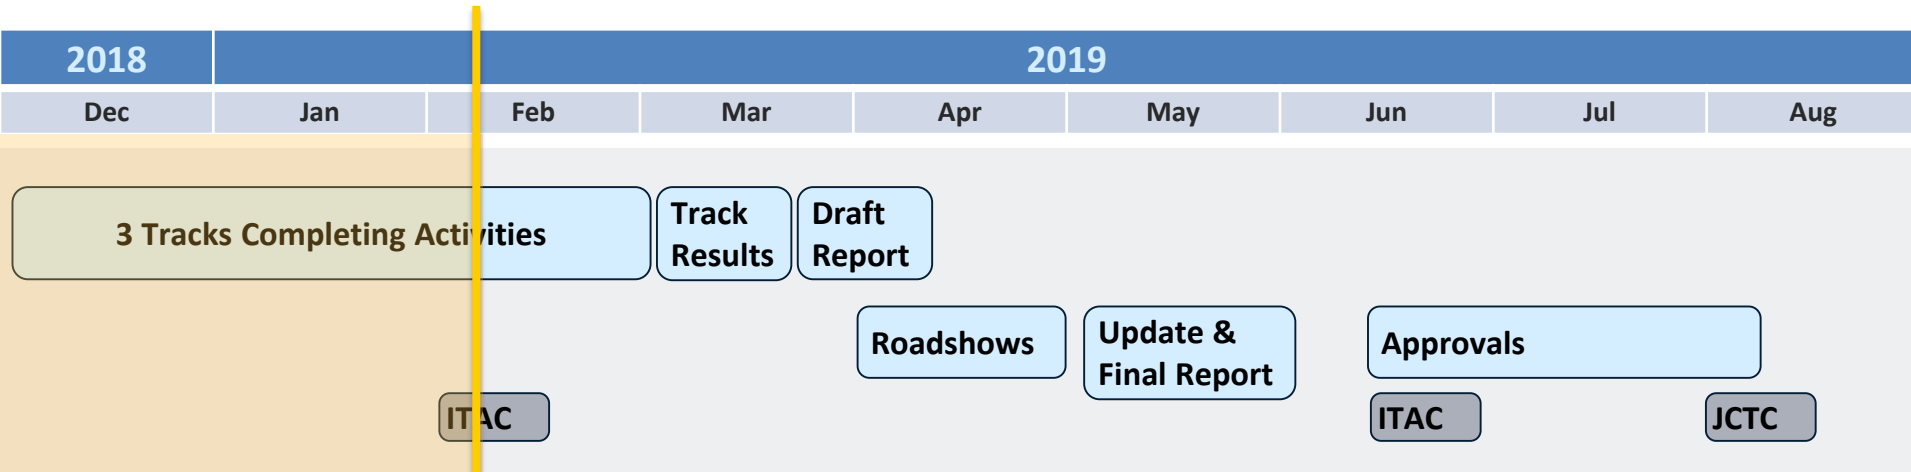 2018
2019
Dec
Jan
Feb
Mar
Apr
May
Jun
Jul
Aug
3 Tracks Completing Activities
Track
Results
Draft
Report
Roadshows
Update &
Final Report
Approvals
ITAC
ITAC
JCTC